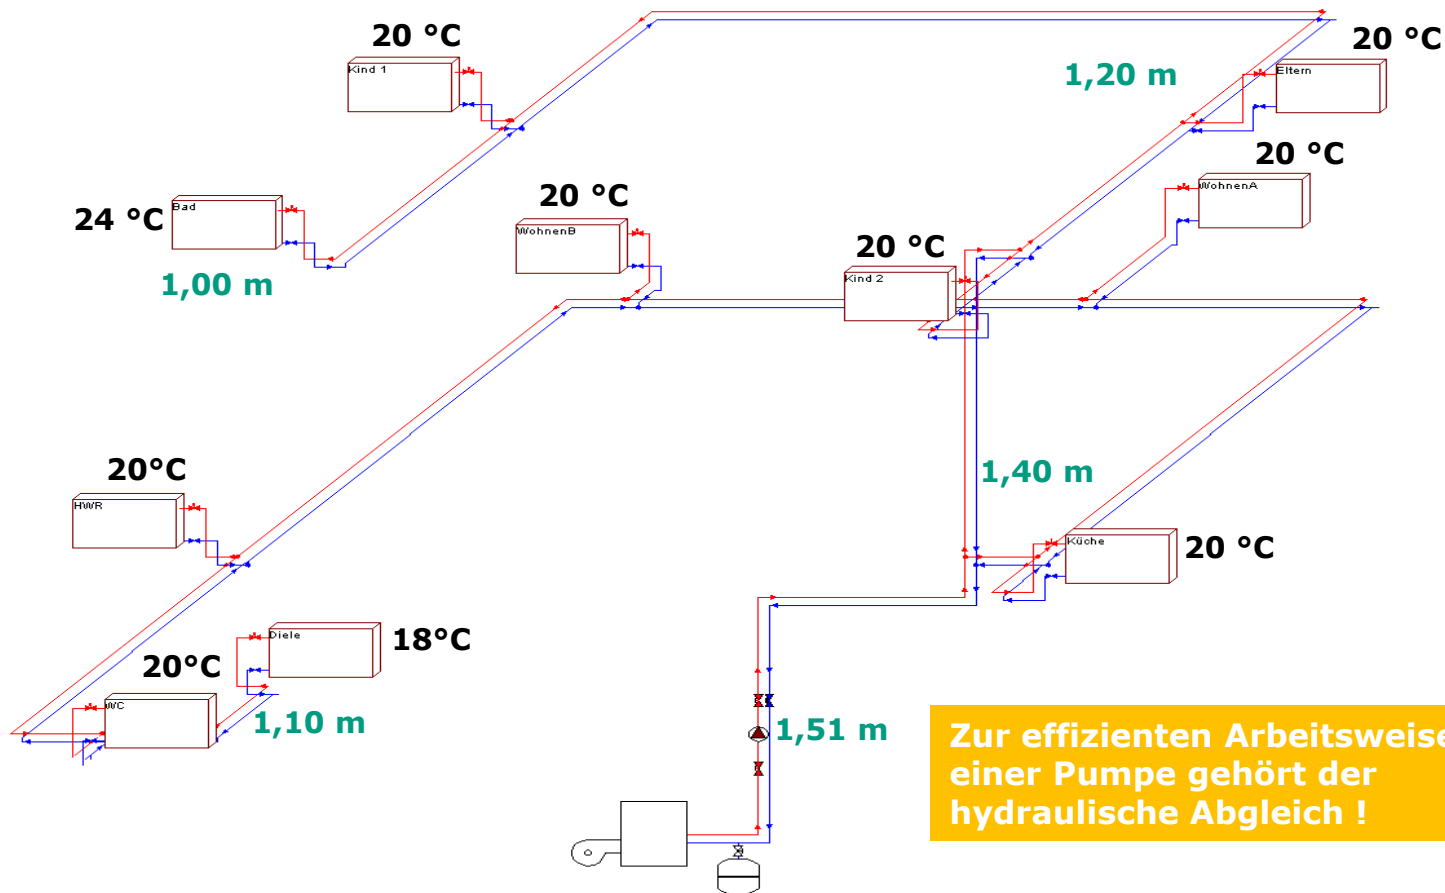 20 °C
Kind 1
20 °C
Eltern
1,20 m
20 °C
WohnenA
24 °C
Bad
1,00 m
20 °C
WohnenB
20 °C
Kind 2
1,40 m
20°C
HWR
Küche
20 °C
Diele
18°C
20°C
WC
1,10 m
1,51 m
Zur effizienten Arbeitsweise
einer Pumpe gehört der
hydraulische Abgleich !